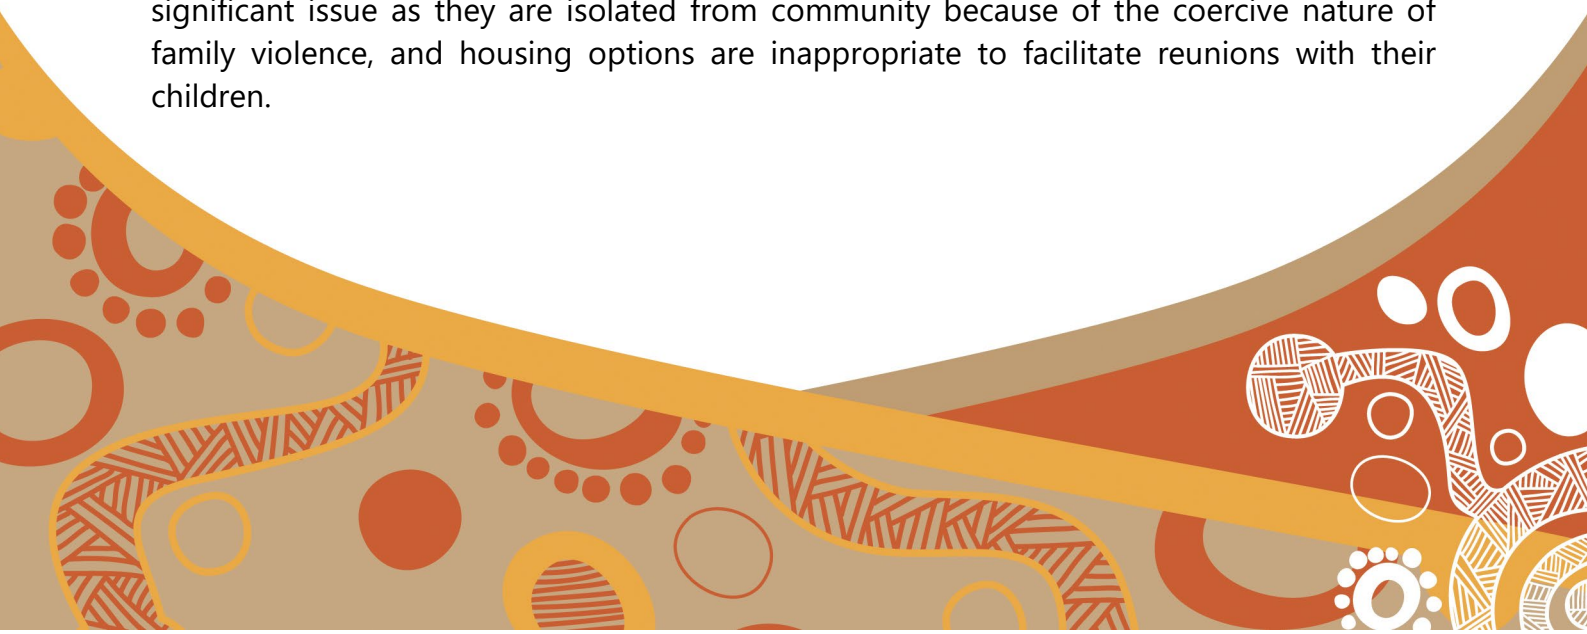 significant issue as they are isolated from community because of the coercive nature of
family violence, and housing options are inappropriate to facilitate reunions with their
children.